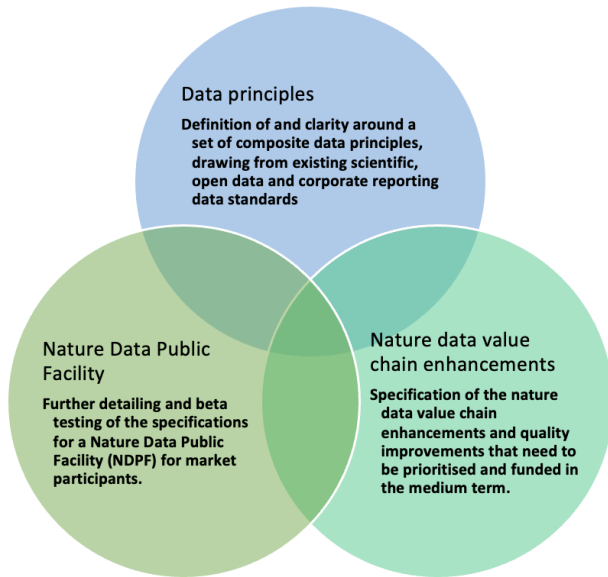 Data principles
Definition of and clarity around a
set of composite data principles,
drawing from existing scientific,
open data and corporate reporting
data standards
Nature Data Public
Facility
Further detailing and beta
testing of the specifications
for a Nature Data Public
Facility (NDPF) for market
participants.
Nature data value
chain enhancements
Specification of the nature
data value chain
enhancements and quality
improvements that need to
be prioritised and funded in
the medium term.